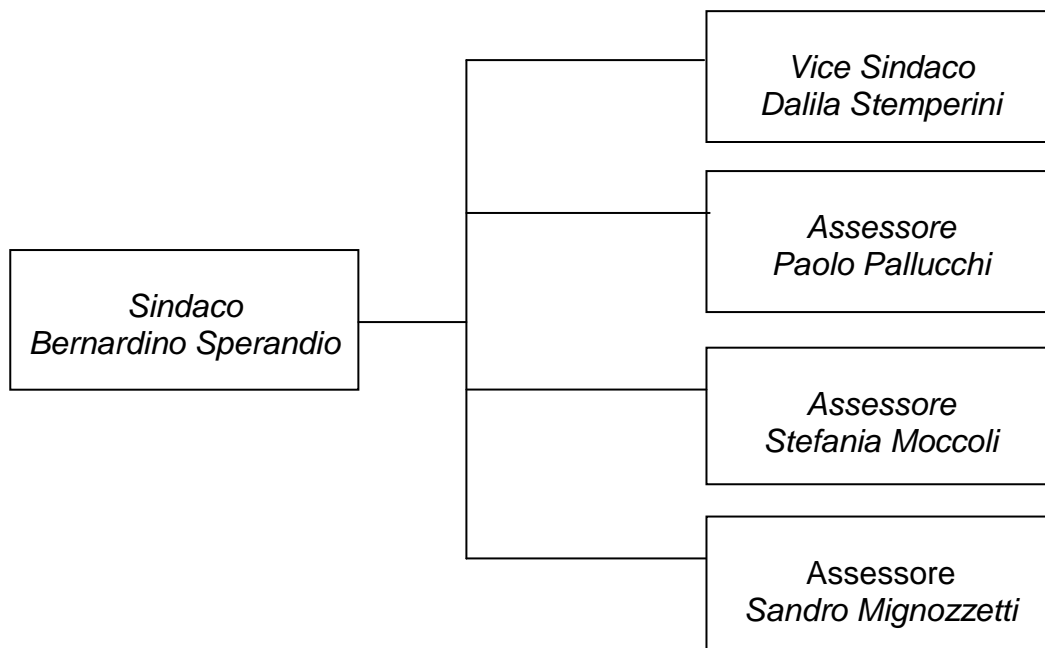 Vice Sindaco
Dalila Stemperini
Assessore
Paolo Pallucchi
Sindaco
Bernardino Sperandio
Assessore
Stefania Moccoli
Assessore
Sandro Mignozzetti